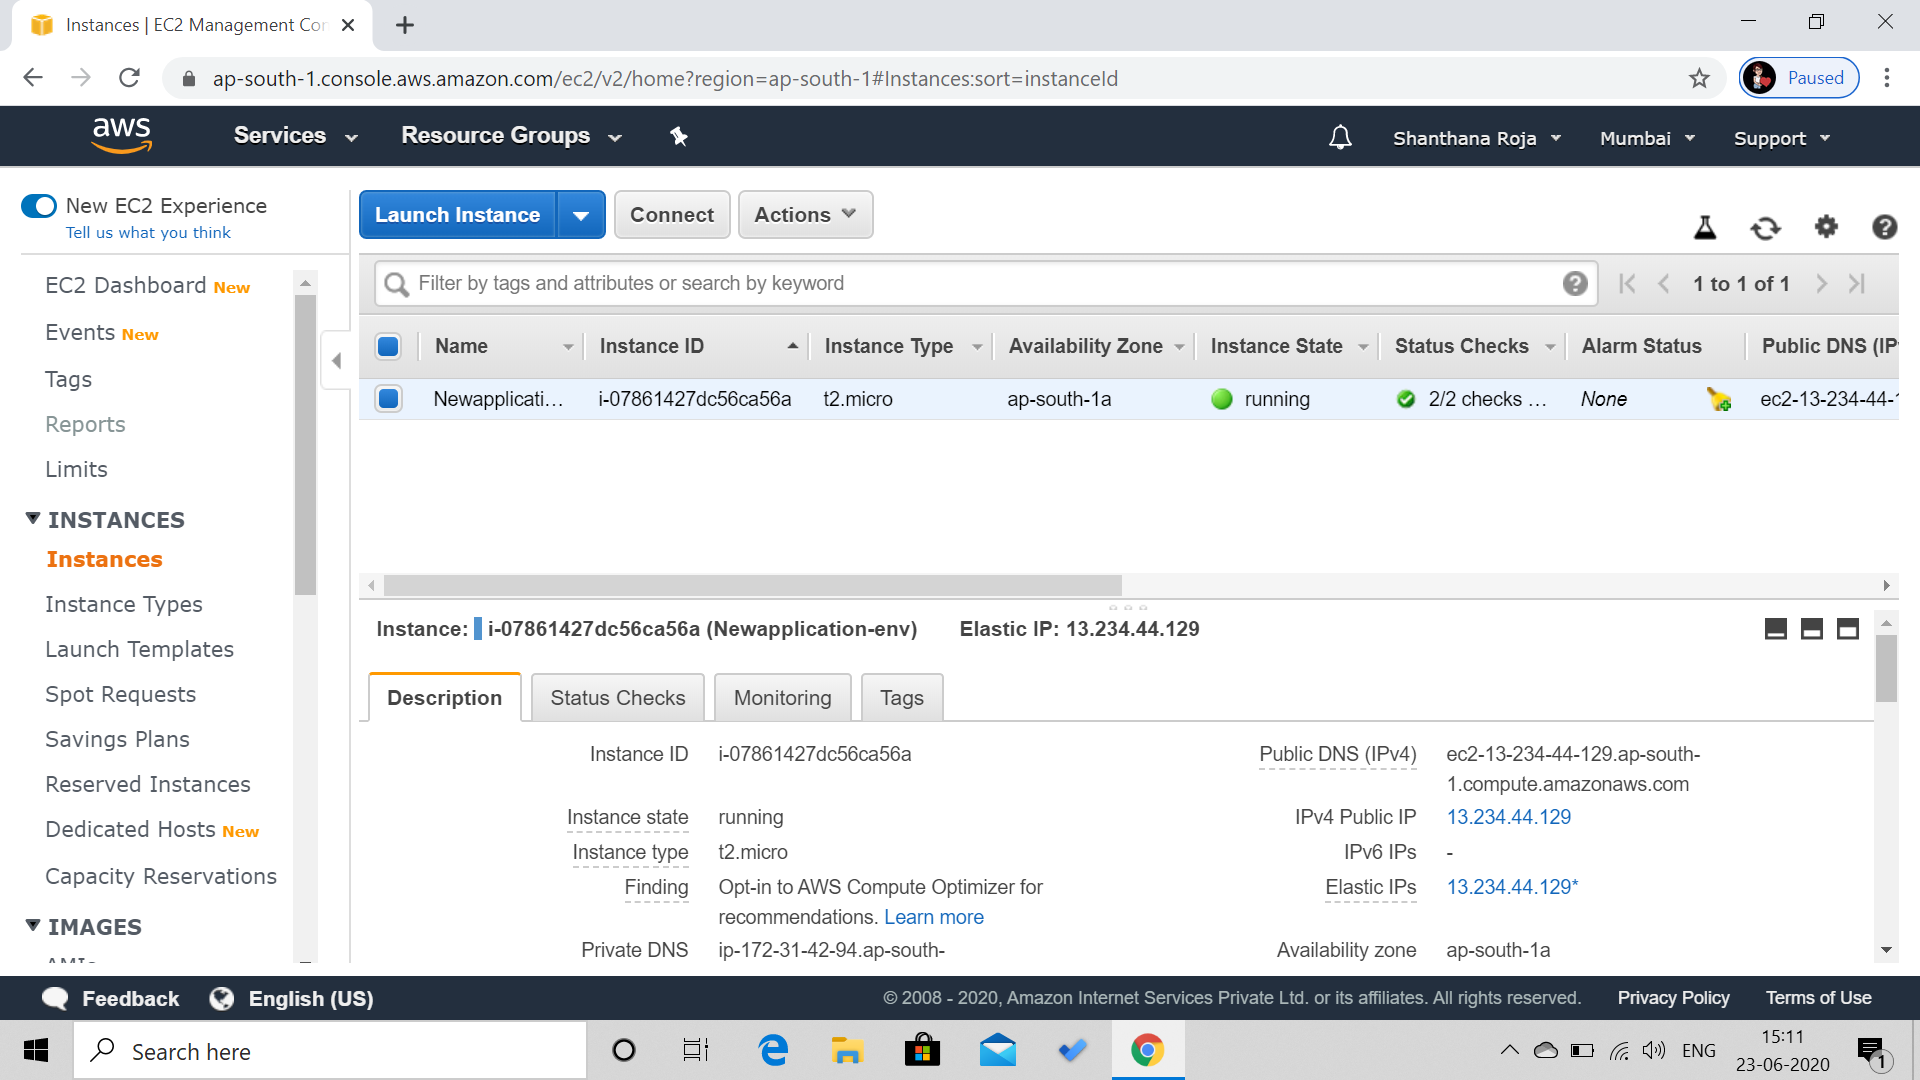 Instances | EC2 Management Con
ap-south-1.console.aws.amazon.com/ec2/v2/home?region=ap-south-1#Instances:sort=instanceId
Paused
aws
Services
Resource Groups
Shanthana Roja
Mumbai
Support
New EC2 Experience
Tell us what you think
EC2 Dashboard New
Events New
Tags
Reports
Limits
INSTANCES
Instances
Instance Types
Launch Templates
Spot Requests
Savings Plans
Reserved Instances
Dedicated Hosts New
Capacity Reservations
IMAGES
AMIs
Launch Instance
Connect
Actions
Filter by tags and attributes or search by keyword
1 to 1 of 1
Name
Instance ID
Instance Type
Availability Zone
Instance State
Status Checks
Alarm Status
Public DNS (IP
Newapplicati…
i-07861427dc56ca56a
t2.micro
ap-south-1a
running
2/2 checks …
None
ec2-13-234-44-1
Instance: i-07861427dc56ca56a (Newapplication-env)
Elastic IP: 13.234.44.129
Description
Status Checks
Monitoring
Tags
Instance ID i-07861427dc56ca56a
Instance state running
Instance type t2.micro
Finding Opt-in to AWS Compute Optimizer for
recommendations. Learn more
Private DNS ip-172-31-42-94.ap-south-
Public DNS (IPv4) ec2-13-234-44-129.ap-south-
1.compute.amazonaws.com
IPv4 Public IP 13.234.44.129
IPv6 IPs -
Elastic IPs 13.234.44.129*
Availability zone ap-south-1a
Feedback
English (US)
© 2008 - 2020, Amazon Internet Services Private Ltd. or its affiliates. All rights reserved.
Privacy Policy
Terms of Use
Search here
ENG
15:11
23-06-2020
1